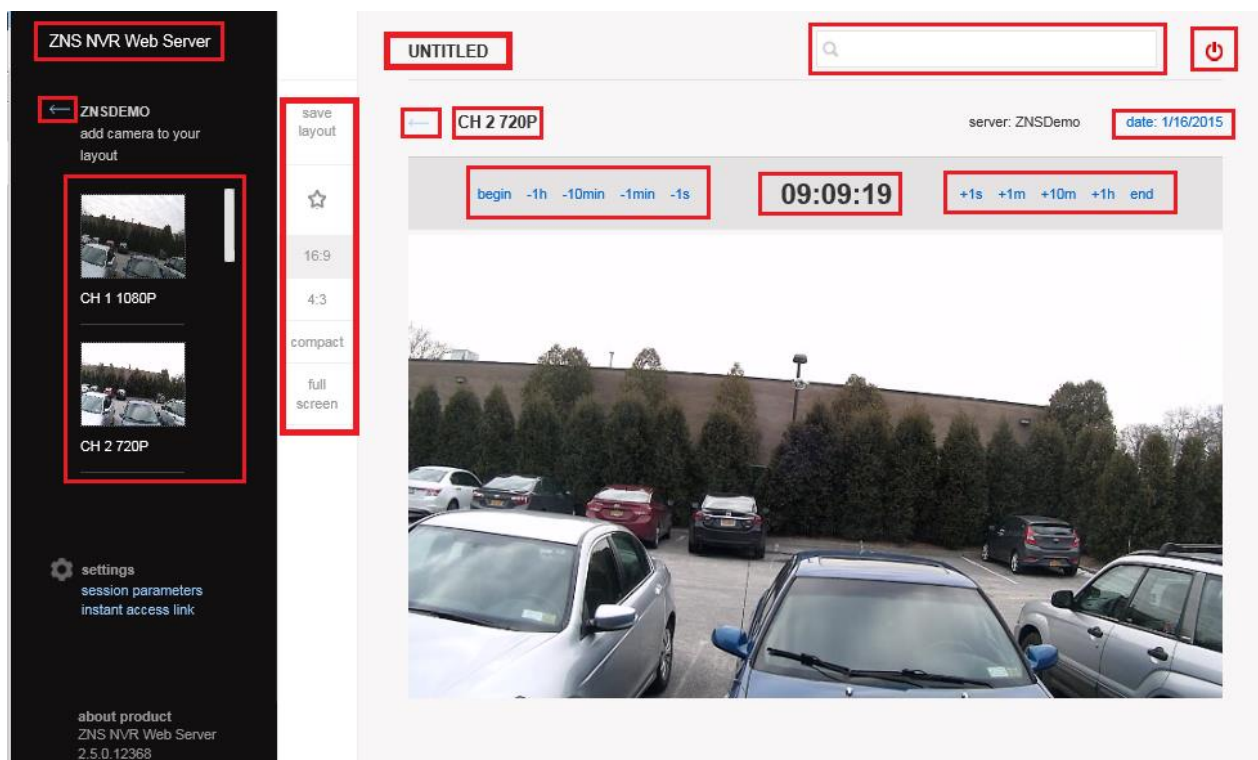 ZNS NVR Web Server
ZNSDEMO
add camera to your
layout
CH 1 1080P
CH 2 720P
settings
session parameters
instant access link
about product
ZNS NVR Web Server
2.5.0.12368
save
layout
16:9
4:3
compact
full
screen
UNTITLED
CH 2 720P
server: ZNSDemo
date: 1/16/2015
begin -1h -10min -1min -1s
09:09:19
+1s +1m +10m +1h end